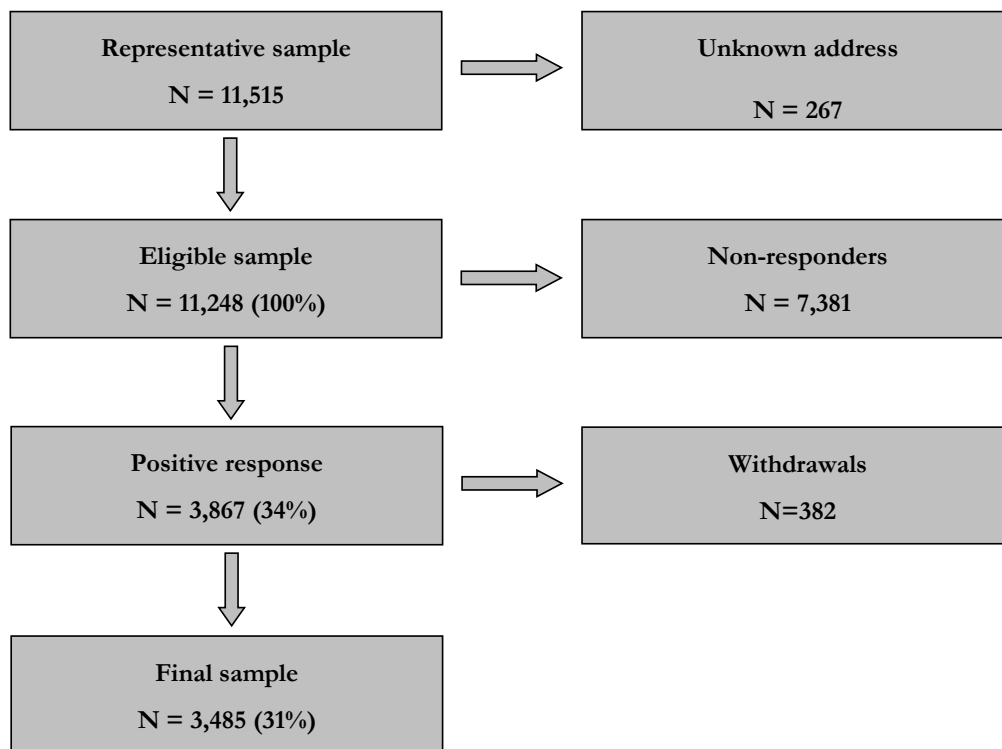 Representative sample
N = 11,515
Unknown address
N = 267
Eligible sample
N = 11,248 (100%)
Non-responders
N = 7,381
Positive response
N = 3,867 (34%)
Withdrawals
N=382
Final sample
N = 3,485 (31%)